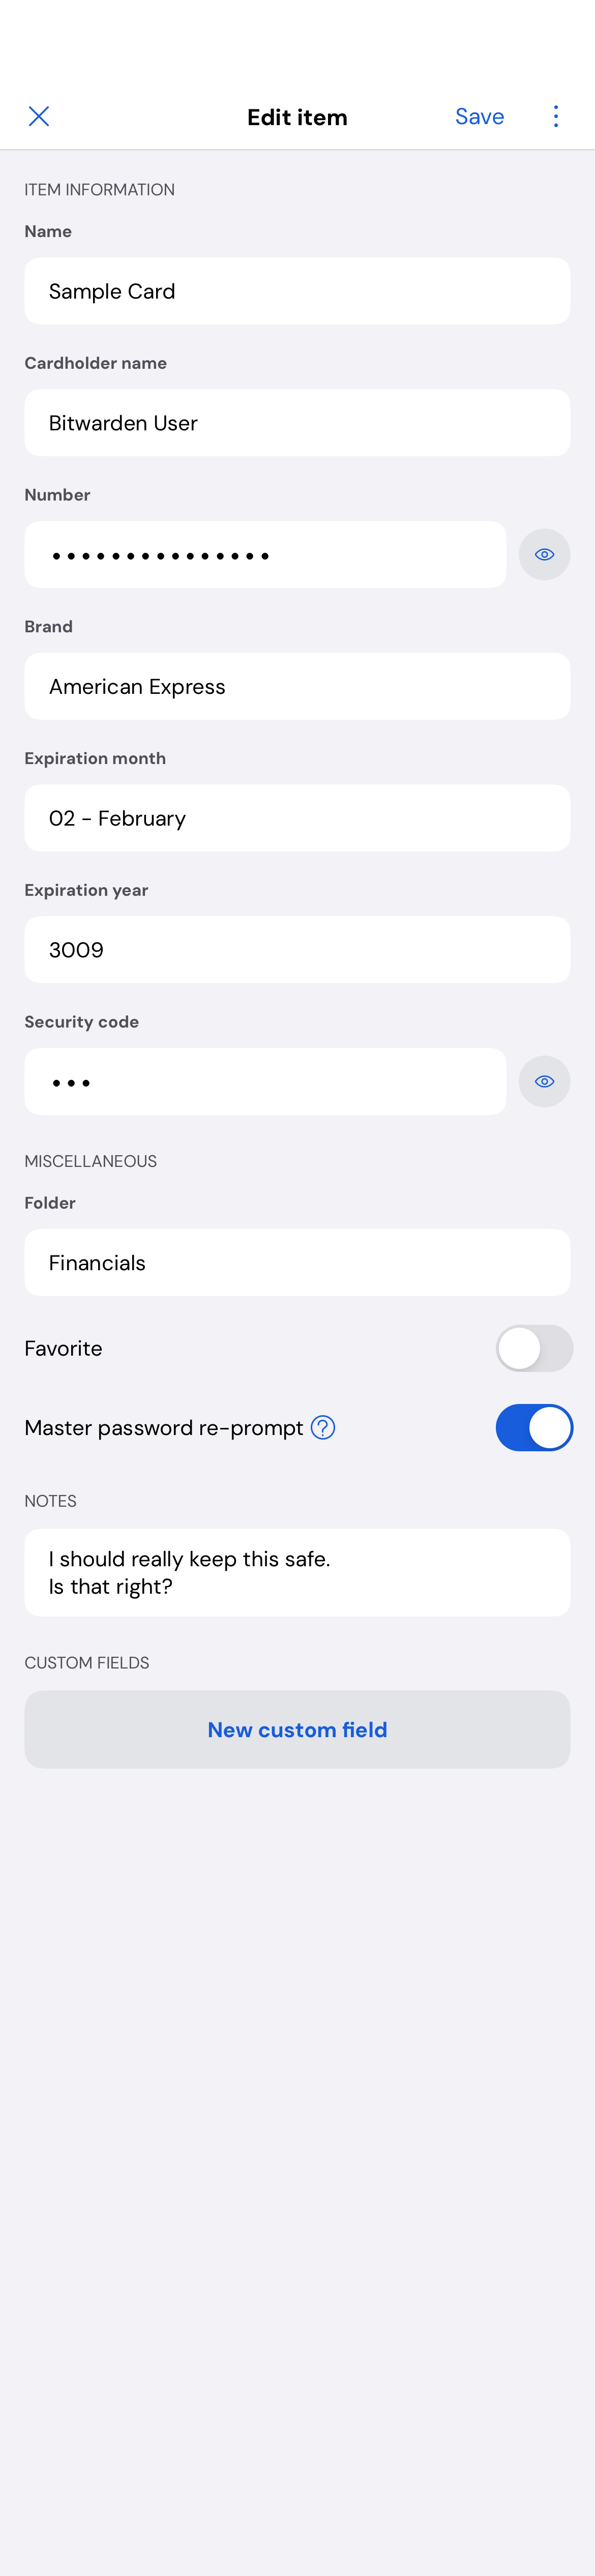 Edit item
Save
ITEM INFORMATION
Name
Sample Card
Cardholder name
Bitwarden User
Number
•••••••••••••••
Brand
American Express
Expiration month
02 - February
Expiration year
3009
Security code
•••
MISCELLANEOUS
Folder
Financials
Favorite
Master password re-prompt ?
NOTES
I should really keep this safe.
Is that right?
CUSTOM FIELDS
New custom field